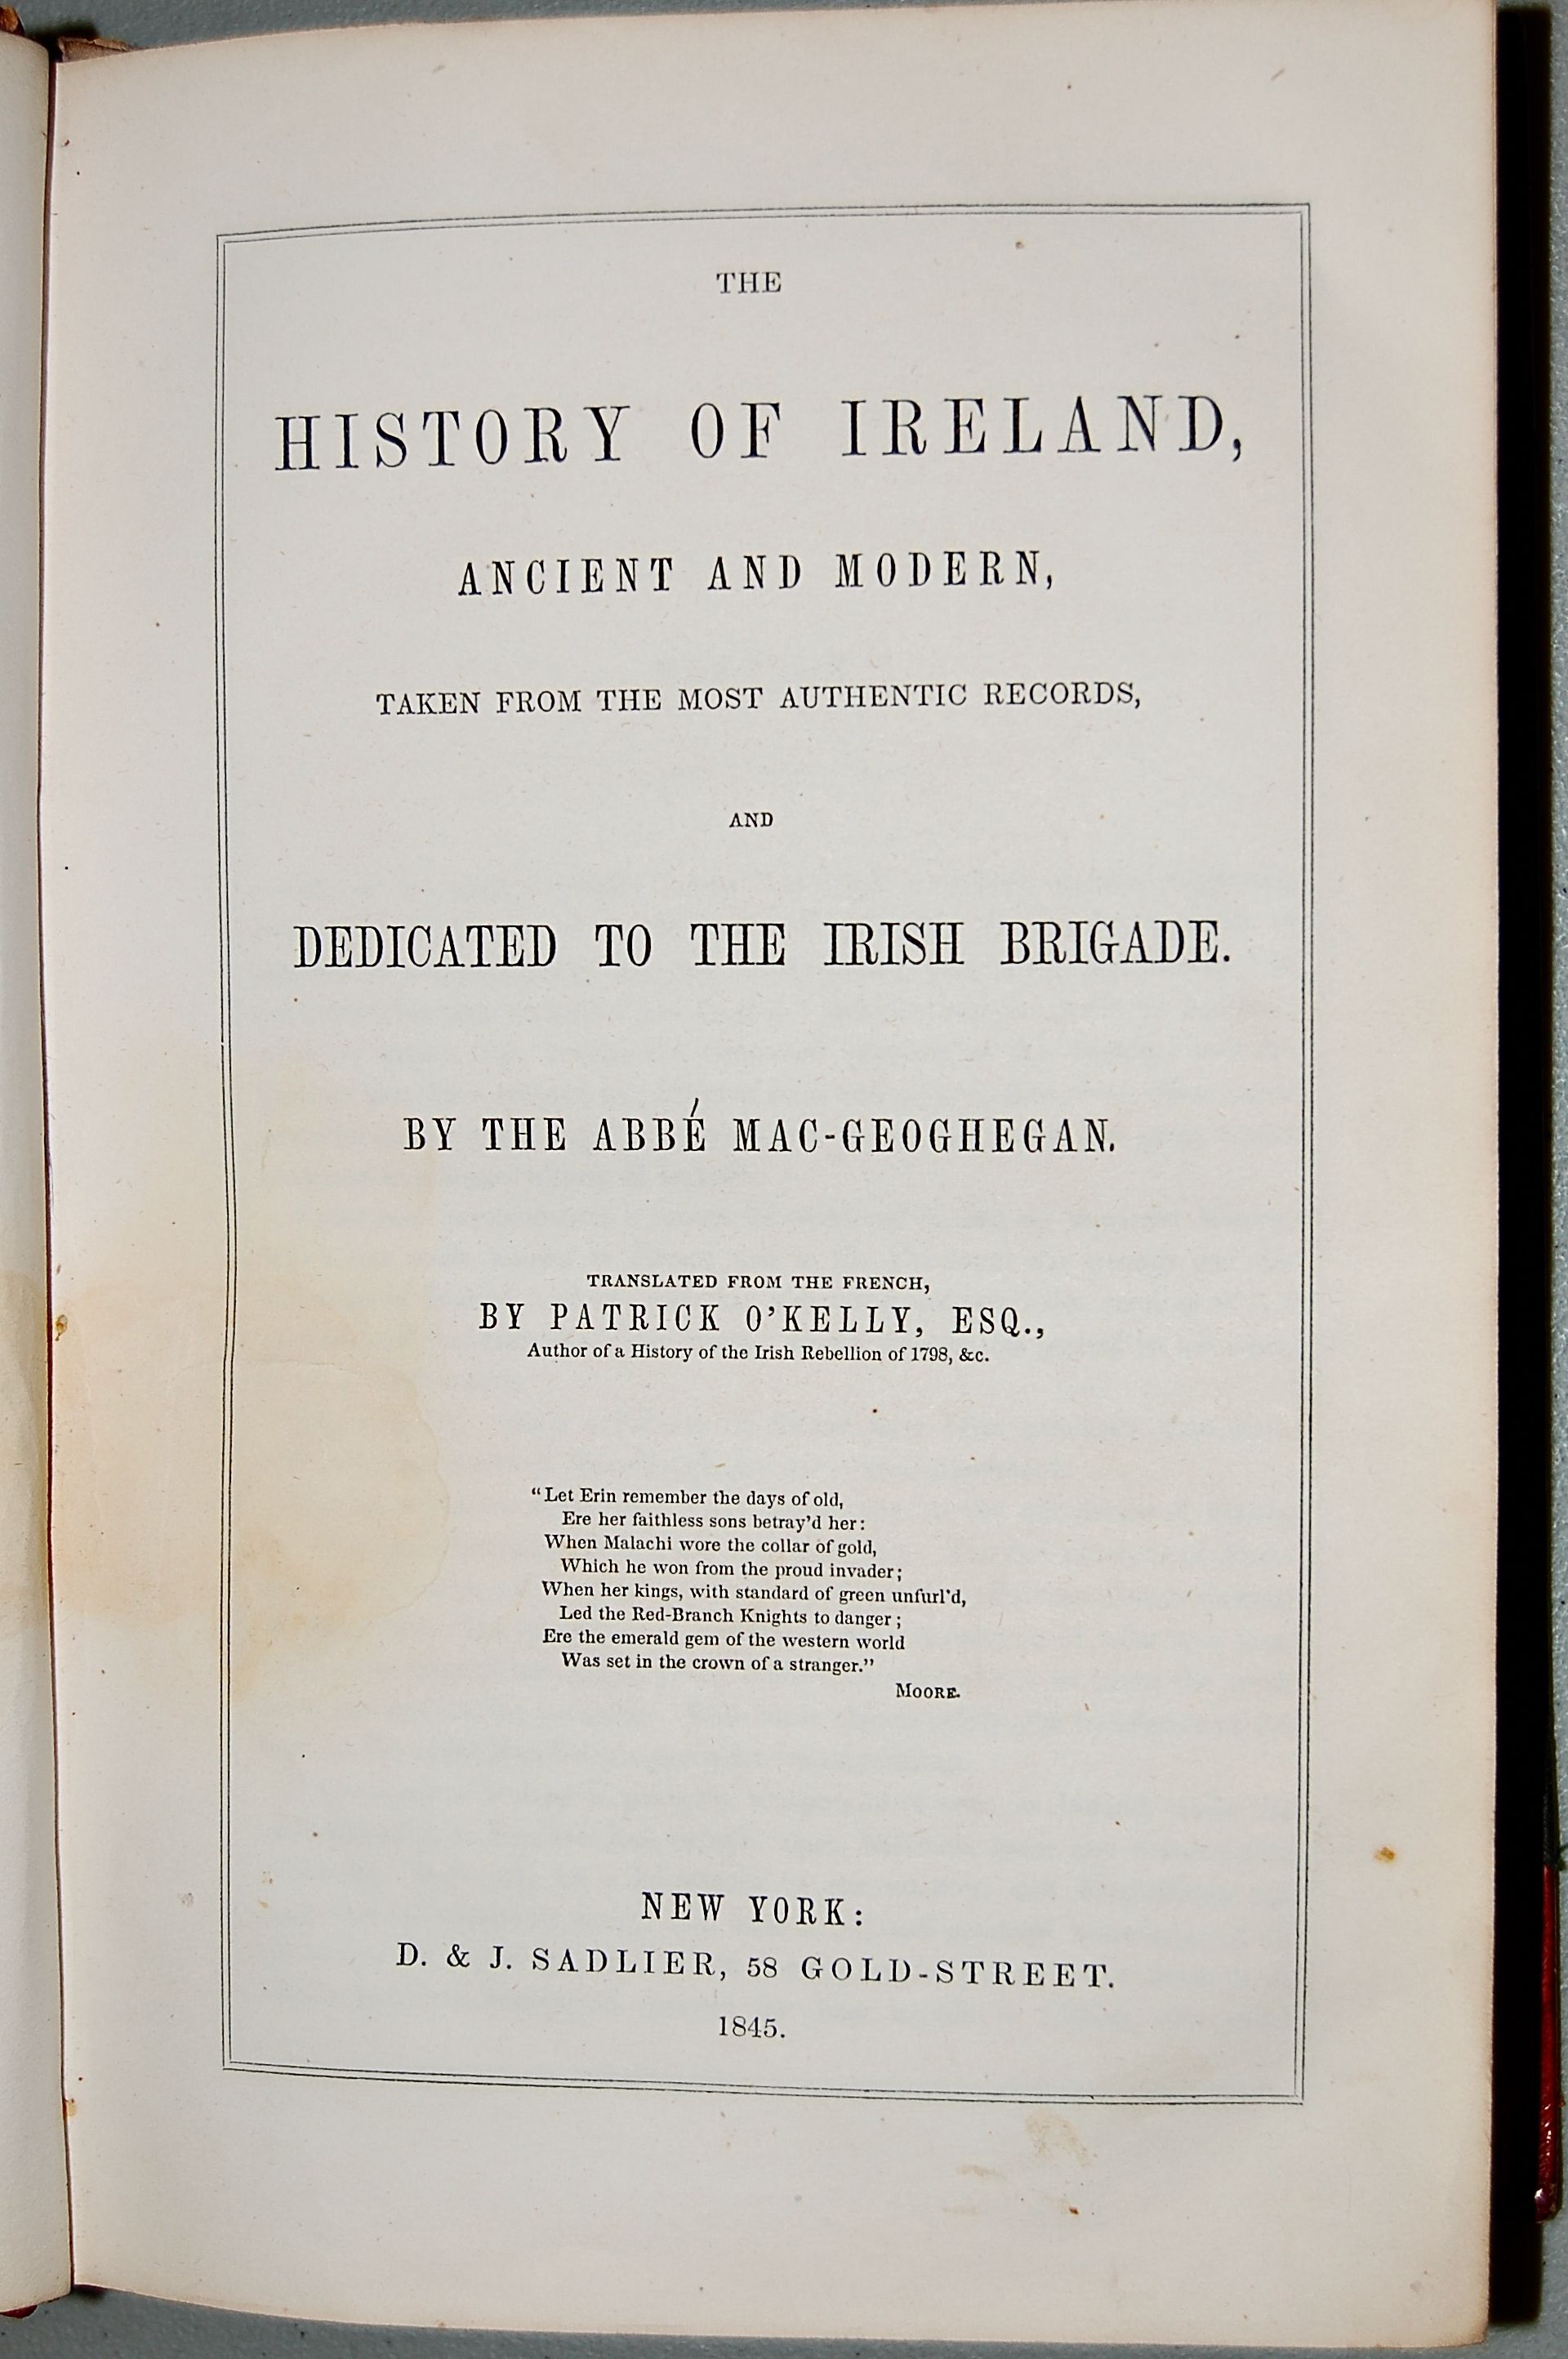 THE
HISTORY OF IRELAND,
ANCIENT AND MODERN,
TAKEN FROM THE MOST AUTHENTIC RECORDS,
AND
DEDICATED TO THE IRISH BRIGADE.
BY THE ABBÉ MAC-GEOGHEGAN.
TRANSLATED FROM THE FRENCH,
BY PATRICK O'KELLY, ESQ.,
Author of a History of the Irish Rebellion of 1798, &c.
“Let Erin remember the days of old,
Ere her faithless sons betray'd her:
When Malachi wore the collar of gold,
Which he won from the proud invader;
When her kings, with standard of green unfurl'd,
Led the Red-Branch Knights to danger;
Ere the emerald gem of the western world
Was set in the crown of a stranger.”
MOORE.
NEW YORK:
D. & J. SADLIER, 58 GOLD-STREET.
1845.